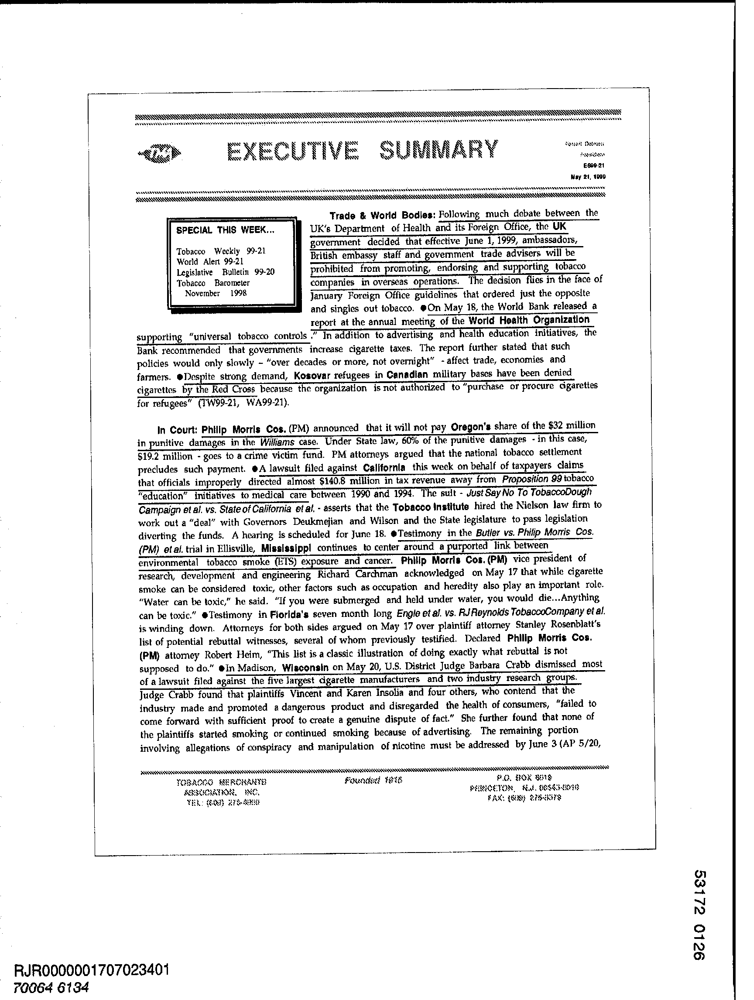 TMA
EXECUTIVE SUMMARY
President
ES99-21
May 21, 1999
SPECIAL THIS WEEK...
Tobacco Weekly 99-21
World Alert 99-21
Legislative Bulletin 99-20
Tobacco Barometer
November 1998
Trade & World Bodies: Following much debate between the
UK's Department of Health and its Foreign Office, the UK
government decided that effective June 1, 1999, ambassadors,
British embassy staff and government trade advisers will be
prohibited from promoting, endorsing and supporting tobacco
companies in overseas operations. The decision flies in the face of
January Foreign Office guidelines that ordered just the opposite
and singles out tobacco. ●On May 18, the World Bank released a
report at the annual meeting of the World Health Organization
supporting "universal tobacco controls ." In addition to advertising and health education initiatives, the
Bank recommended that governments increase cigarette taxes. The report further stated that such
policies would only slowly - "over decades or more, not overnight" - affect trade, economies and
farmers. ●Despite strong demand, Kosovar refugees in Canadian military bases have been denied
cigarettes by the Red Cross because the organization is not authorized to "purchase or procure cigarettes
for refugees" (TW99-21, WA99-21).
In Court: Philip Morris Cos. (PM) announced that it will not pay Oregon's share of the $32 million
in punitive damages in the Williams case. Under State law, 60% of the punitive damages - in this case,
$19.2 million - goes to a crime victim fund. PM attorneys argued that the national tobacco settlement
precludes such payment. ●A lawsuit filed against California this week on behalf of taxpayers claims
that officials improperly directed almost $140.8 million in tax revenue away from Proposition 99 tobacco
"education" initiatives to medical care between 1990 and 1994. The suit - Just Say No To TobaccoDough
Campaign et al. vs. State of California et al. - asserts that the Tobacco Institute hired the Nielson law firm to
work out a "deal" with Governors Deukmejian and Wilson and the State legislature to pass legislation
diverting the funds. A hearing is scheduled for June 18. ●Testimony in the Butler vs. Philip Morris Cos.
(PM) et al. trial in Ellisville, Mississippi continues to center around a purported link between
environmental tobacco smoke (ETS) exposure and cancer. Philip Morris Cos. (PM) vice president of
research, development and engineering Richard Carchman acknowledged on May 17 that while cigarette
smoke can be considered toxic, other factors such as occupation and heredity also play an important role.
"Water can be toxic," he said. "If you were submerged and held under water, you would die...Anything
can be toxic." ●Testimony in Florida's seven month long Engle et al. vs. RJ Reynolds Tobacco Company et al.
is winding down. Attorneys for both sides argued on May 17 over plaintiff attorney Stanley Rosenblatt's
list of potential rebuttal witnesses, several of whom previously testified. Declared Philip Morris Cos.
(PM) attorney Robert Heim, "This list is a classic illustration of doing exactly what rebuttal is not
supposed to do." ●In Madison, Wisconsin on May 20, U.S. District Judge Barbara Crabb dismissed most
of a lawsuit filed against the five largest cigarette manufacturers and two industry research groups.
Judge Crabb found that plaintiffs Vincent and Karen Insolia and four others, who contend that the
industry made and promoted a dangerous product and disregarded the health of consumers, "failed to
come forward with sufficient proof to create a genuine dispute of fact." She further found that none of
the plaintiffs started smoking or continued smoking because of advertising. The remaining portion
involving allegations of conspiracy and manipulation of nicotine must be addressed by June 3 (AP 5/20,
TOBACCO MERCHANTS
ASSOCIATION, INC.
TEL: (609) 275-4900
Founded 1915
P.O. BOX 8019
PRINCETON, N.J. 08543-8019
FAX: (609) 275-8379
53172 0126
RJR0000001707023401
70064 6134